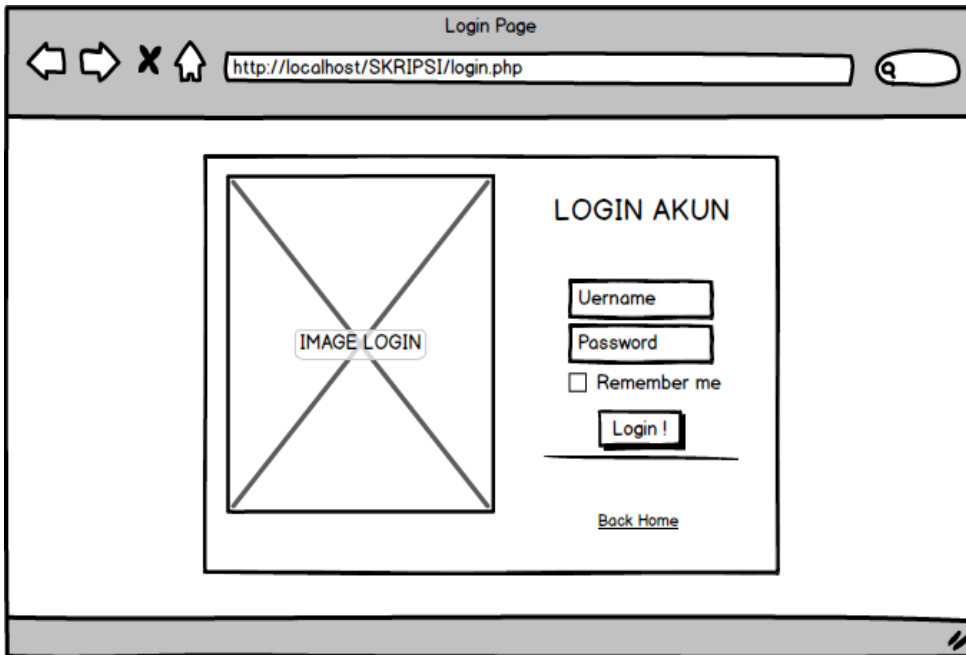 Login Page
http://localhost/SKRIPSI/login.php
LOGIN AKUN
Uername
IMAGE LOGIN
Password
Remember me
Login !
Back Home